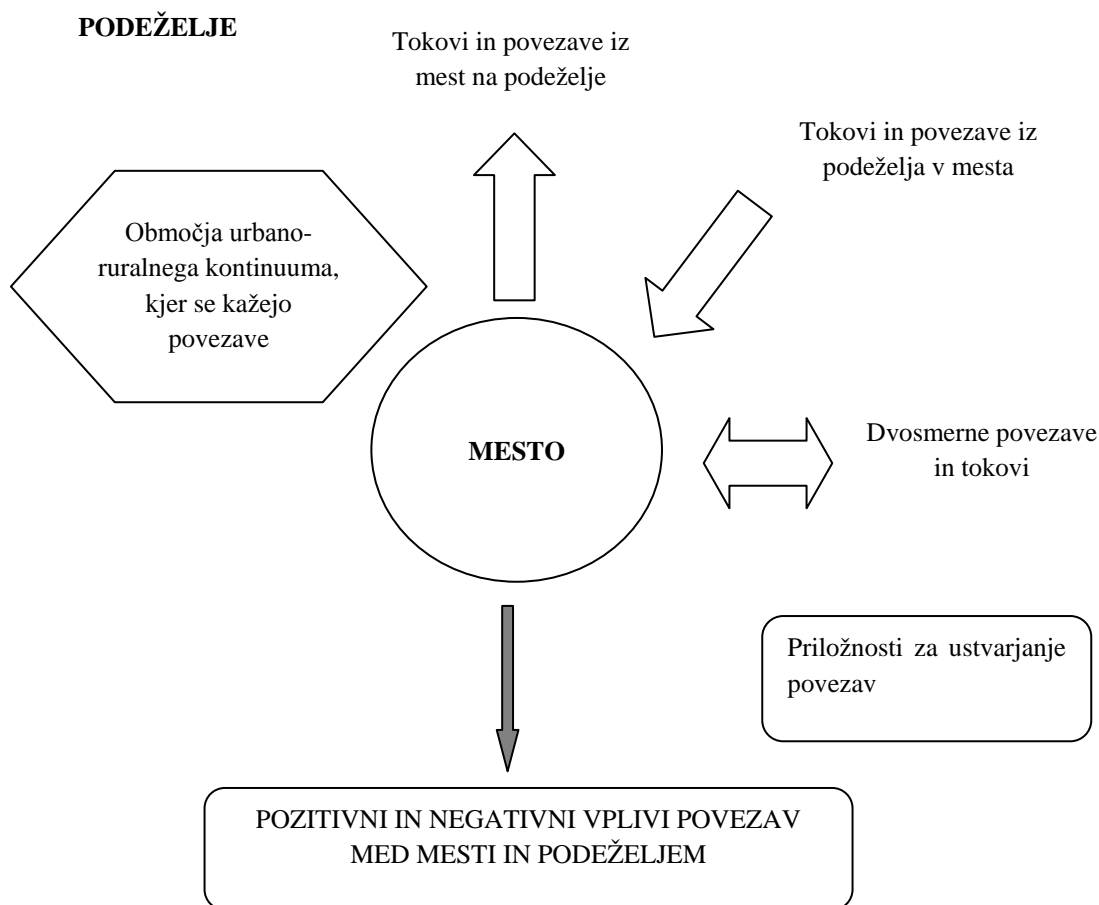 PODEŽELJE
Tokovi in povezave iz
mest na podeželje
Tokovi in povezave iz
podeželja v mesta
Območja urbano-
ruralnega kontinuuma,
kjer se kažejo
povezave
MESTO
Dvosmerne povezave
in tokovi
Priložnosti za ustvarjanje
povezav
POZITIVNI IN NEGATIVNI VPLIVI POVEZAV
MED MESTI IN PODEŽELJEM